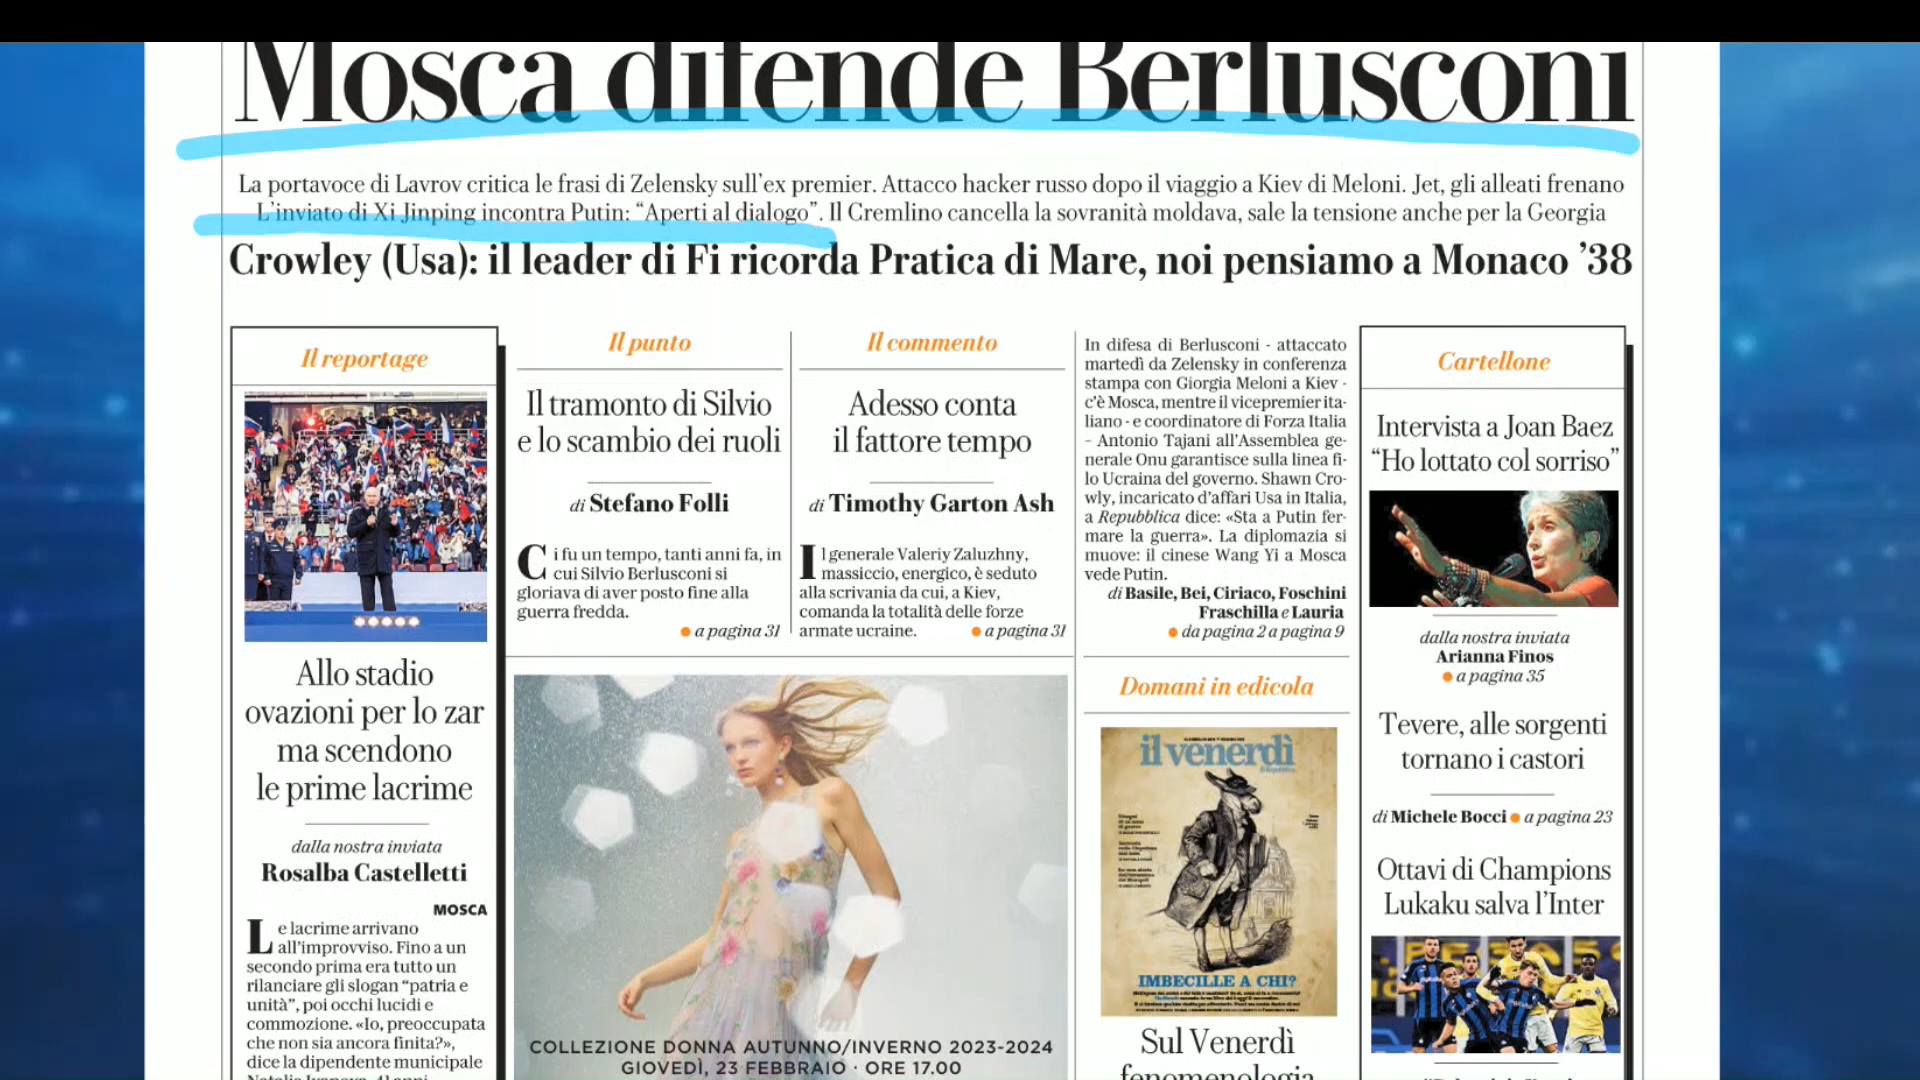 Mosca difende Berlusconi
La portavoce di Lavrov critica le frasi di Zelensky sull'ex premier. Attacco hacker russo dopo il viaggio a Kiev di Meloni. Jet, gli alleati frenano
L'inviato di Xi Jinping incontra Putin: “Aperti al dialogo”. Il Cremlino cancella la sovranità moldava, sale la tensione anche per la Georgia
Crowley (Usa): il leader di Fi ricorda Pratica di Mare, noi pensiamo a Monaco ’38
Il reportage
Allo stadio
ovazioni per lo zar
ma scendono
le prime lacrime
dalla nostra inviata
Rosalba Castelletti
MOSCA
Le lacrime arrivano
all'improvviso. Fino a un
secondo prima era tutto un
rilanciare gli slogan “patria e
unità”, poi occhi lucidi e
commozione. «Io, preoccupata
che non sia ancora finita?»,
dice la dipendente municipale
Il punto
Il tramonto di Silvio
e lo scambio dei ruoli
di Stefano Folli
Ci fu un tempo, tanti anni fa, in
cui Silvio Berlusconi si
gloriava di aver posto fine alla
guerra fredda.
a pagina 31
Il commento
Adesso conta
il fattore tempo
di Timothy Garton Ash
Il generale Valeriy Zaluzhny,
massiccio, energico, è seduto
alla scrivania da cui, a Kiev,
comanda la totalità delle forze
armate ucraine.
a pagina 31
COLLEZIONE DONNA AUTUNNO/INVERNO 2023-2024
GIOVEDÌ, 23 FEBBRAIO · ORE 17.00
In difesa di Berlusconi - attaccato
martedì da Zelensky in conferenza
stampa con Giorgia Meloni a Kiev -
c'è Mosca, mentre il vicepremier ita-
liano - e coordinatore di Forza Italia
– Antonio Tajani all'Assemblea ge-
nerale Onu garantisce sulla linea fi-
lo Ucraina del governo. Shawn Cro-
wly, incaricato d'affari Usa in Italia,
a Repubblica dice: «Sta a Putin fer-
mare la guerra». La diplomazia si
muove: il cinese Wang Yi a Mosca
vede Putin.
di Basile, Bei, Ciriaco, Foschini
Fraschilla e Lauria
da pagina 2 a pagina 9
Domani in edicola
il venerdì
IMBECILLE A CHI?
Sul Venerdì
fenomenologia
Cartellone
Intervista a Joan Baez
“Ho lottato col sorriso”
dalla nostra inviata
Arianna Finos
a pagina 35
Tevere, alle sorgenti
tornano i castori
di Michele Bocci a pagina 23
Ottavi di Champions
Lukaku salva l'Inter